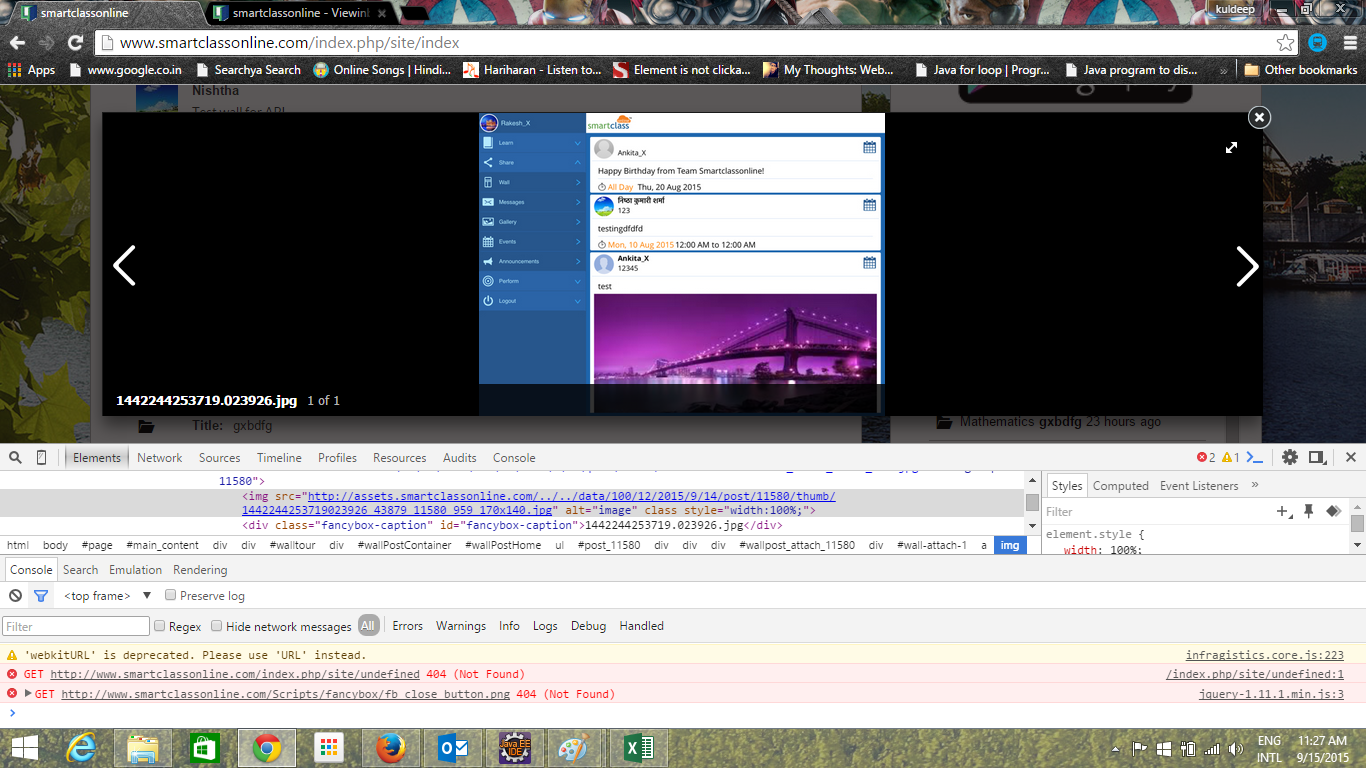 smartclassonline
smartclassonline - Viewinl
kuldeep
www.smartclassonline.com/index.php/site/index
Apps
www.google.co.in
Searchya Search
Online Songs | Hindi...
Hariharan - Listen to...
Element is not clicka...
My Thoughts: Web...
Java for loop | Progr...
Java program to dis...
»
Other bookmarks
Nishtha
Test wall for API
Rakesh_X
Learn
Share
Wall
Messages
Gallery
Events
Announcements
Perform
Logout
smartclass
Ankita_X
Happy Birthday from Team Smartclassonline!
All Day Thu, 20 Aug 2015
निष्ठा कुमारी शर्मा
123
testingdfdfd
Mon, 10 Aug 2015 12:00 AM to 12:00 AM
Ankita_X
12345
test
1442244253719.023926.jpg 1 of 1
Title: gxbdfg
Mathematics gxbdfg 23 hours ago
Elements Network Sources Timeline Profiles Resources Audits Console
2 1
11580">
<img src="http://assets.smartclassonline.com/../../data/100/12/2015/9/14/post/11580/thumb/
1442244253719023926_43879_11580_959_170x140.jpg" alt="image" class style="width:100%;">
<div class="fancybox-caption" id="fancybox-caption">1442244253719.023926.jpg</div>
html body #page #main_content div div #walltour div #wallPostContainer #wallPostHome ul #post_11580 div div div #wallpost_attach_11580 div #wall-attach-1 a img
Styles Computed Event Listeners »
Filter
element.style {
width: 100%;
Console Search Emulation Rendering
<top frame> Preserve log
Filter Regex Hide network messages All Errors Warnings Info Logs Debug Handled
'webkitURL' is deprecated. Please use 'URL' instead. infragistics.core.js:223
GET http://www.smartclassonline.com/index.php/site/undefined 404 (Not Found) /index.php/site/undefined:1
GET http://www.smartclassonline.com/Scripts/fancybox/fb_close_button.png 404 (Not Found) jquery-1.11.1.min.js:3
Java EE
IDE
ENG
INTL
11:27 AM
9/15/2015